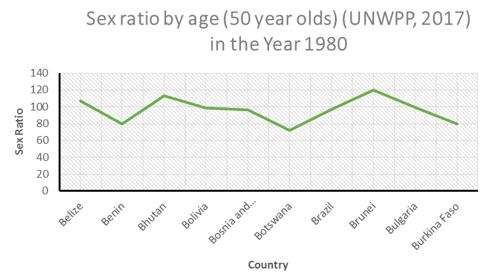 Sex ratio by age (50 year olds) (UNWPP, 2017)
in the Year 1980
140
120
100
80
60
40
20
0
Sex Ratio
Belize
Benin
Bhutan
Bolivia
Bosnia and...
Botswana
Brazil
Brunei
Bulgaria
Burkina Faso
Country